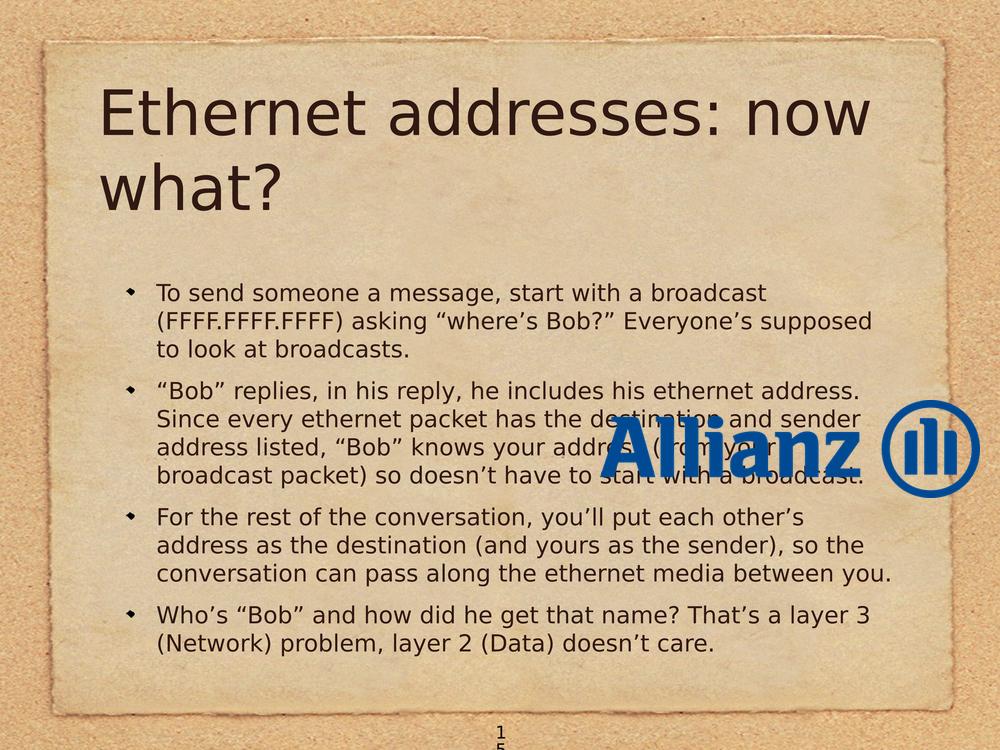 Ethernet addresses: now
what?
To send someone a message, start with a broadcast
(FFFF.FFFF.FFFF) asking “where’s Bob?” Everyone’s supposed
to look at broadcasts.
“Bob” replies, in his reply, he includes his ethernet address.
Since every ethernet packet has the destination and sender
address listed, “Bob” knows your address (from your
broadcast packet) so doesn’t have to start with a broadcast.
Allianz
For the rest of the conversation, you’ll put each other’s
address as the destination (and yours as the sender), so the
conversation can pass along the ethernet media between you.
Who’s “Bob” and how did he get that name? That’s a layer 3
(Network) problem, layer 2 (Data) doesn’t care.
1
5